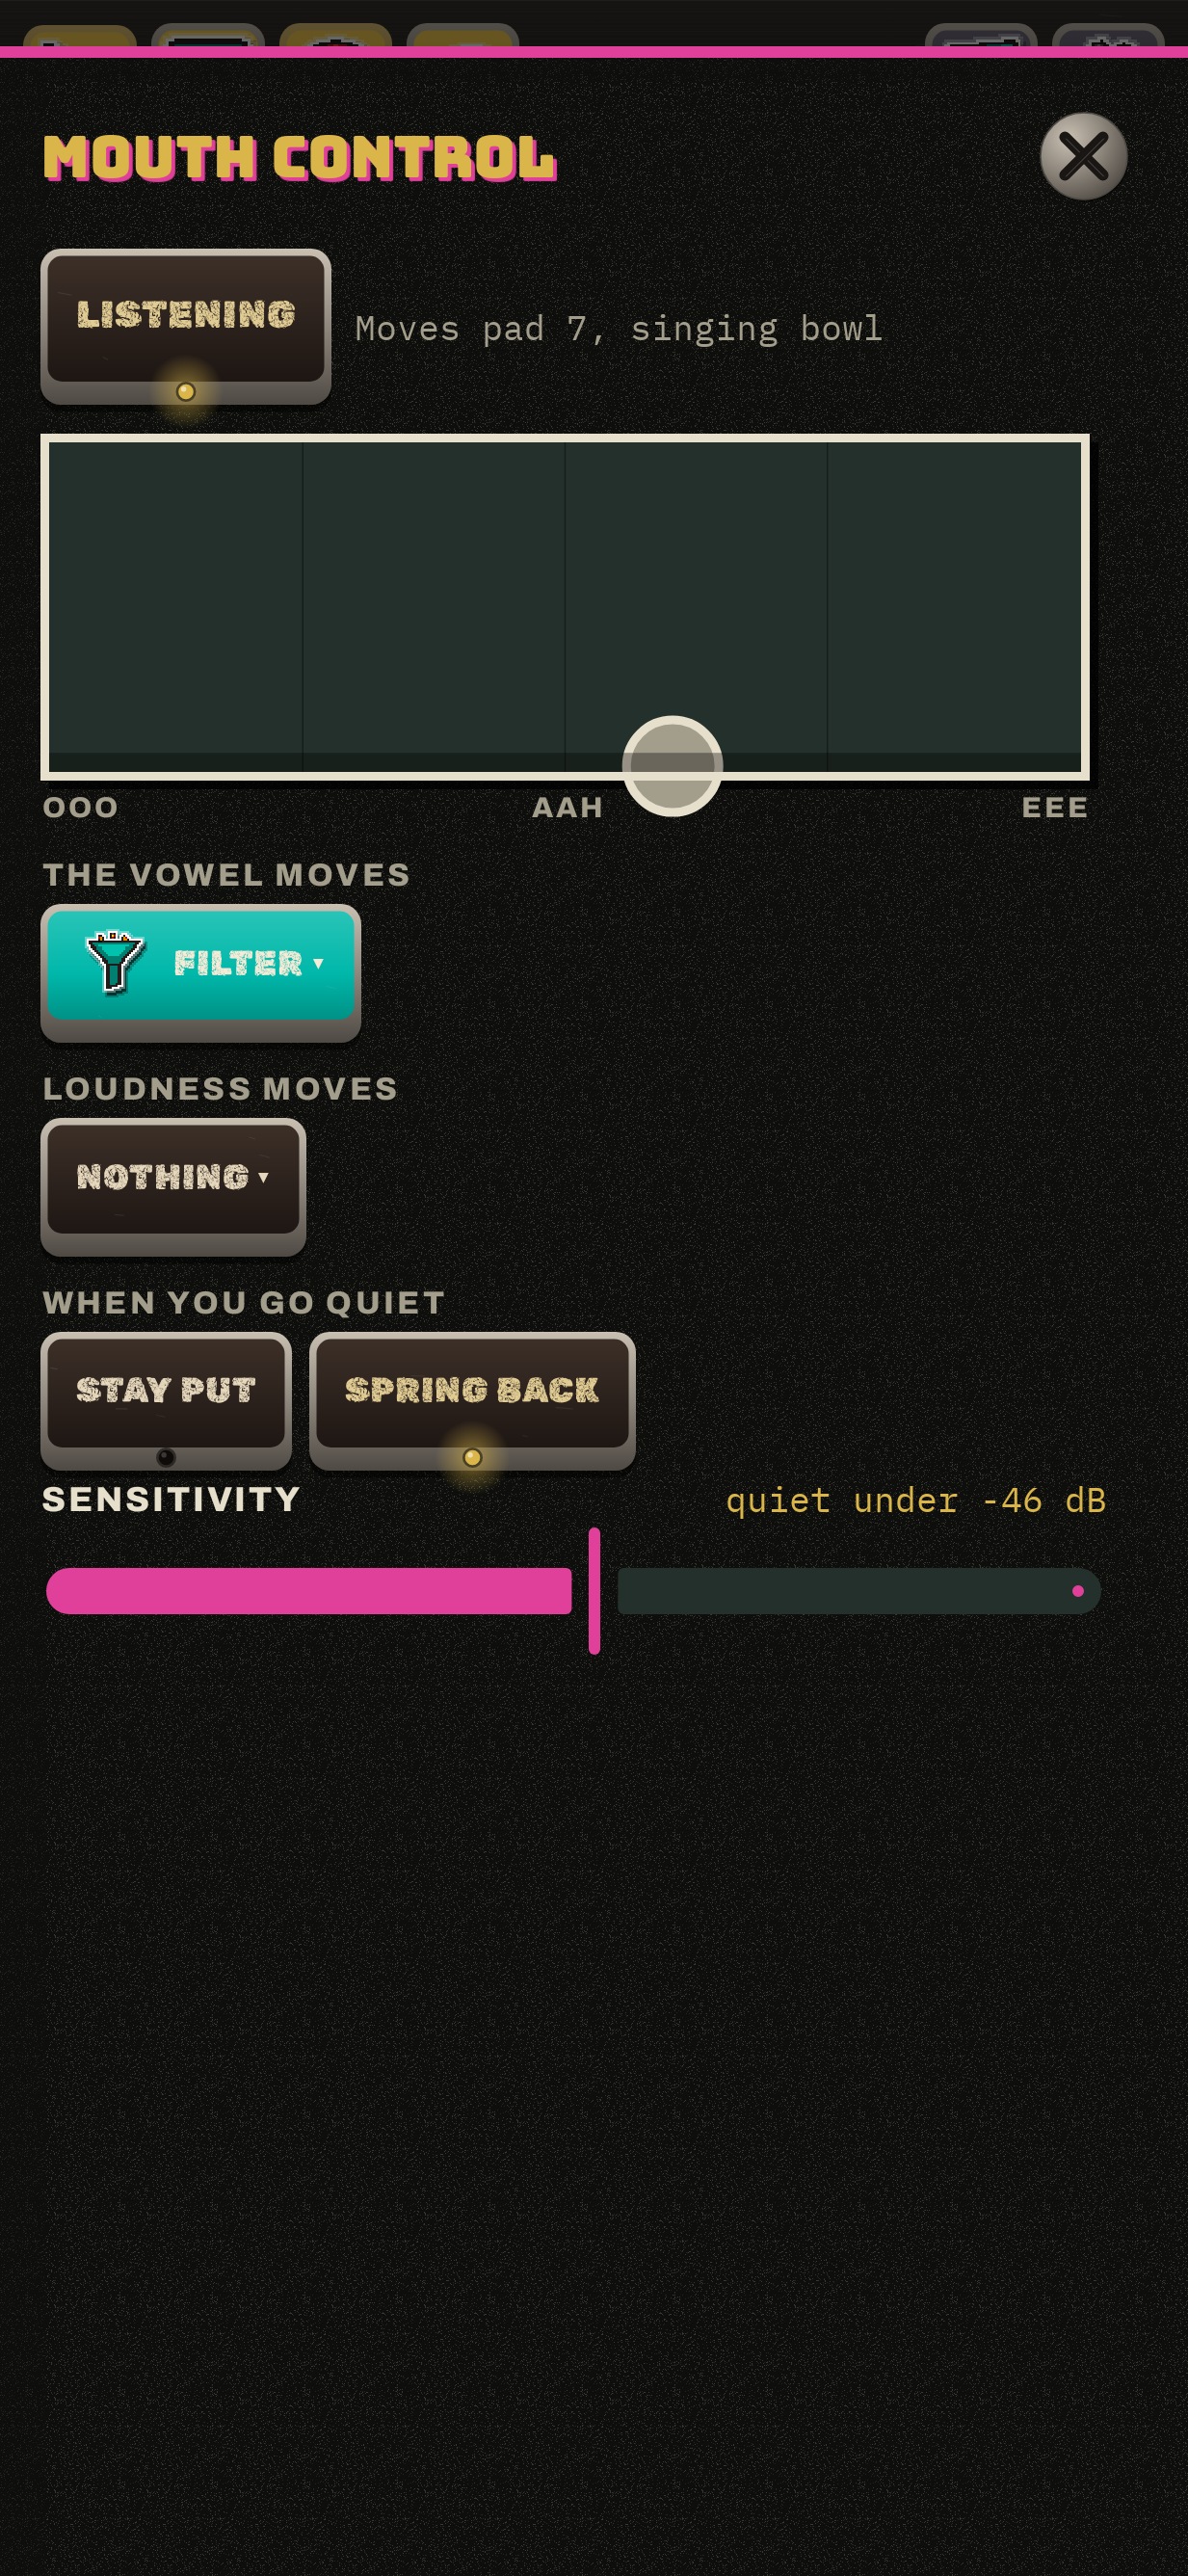 MOUTH CONTROL
LISTENING
Moves pad 7, singing bowl
OOO AAH EEE
THE VOWEL MOVES
FILTER ▾
LOUDNESS MOVES
NOTHING ▾
WHEN YOU GO QUIET
STAY PUT SPRING BACK
SENSITIVITY quiet under -46 dB